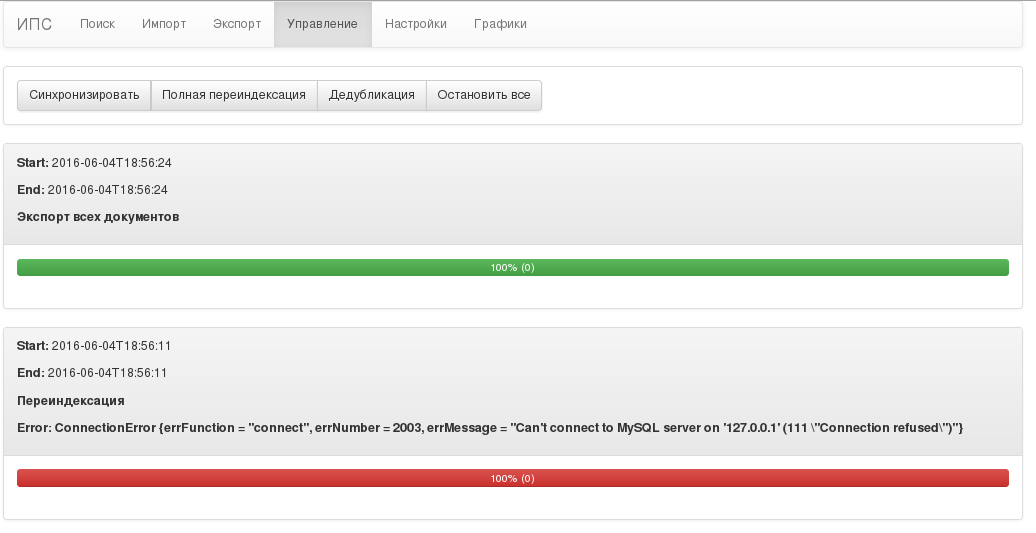 ИПС Поиск Импорт Экспорт Управление Настройки Графики
Синхронизировать Полная переиндексация Дедубликация Остановить все
Start: 2016-06-04T18:56:24
End: 2016-06-04T18:56:24
Экспорт всех документов
100% (0)
Start: 2016-06-04T18:56:11
End: 2016-06-04T18:56:11
Переиндексация
Error: ConnectionError {errFunction = "connect", errNumber = 2003, errMessage = "Can't connect to MySQL server on '127.0.0.1' (111 \"Connection refused\")"}
100% (0)